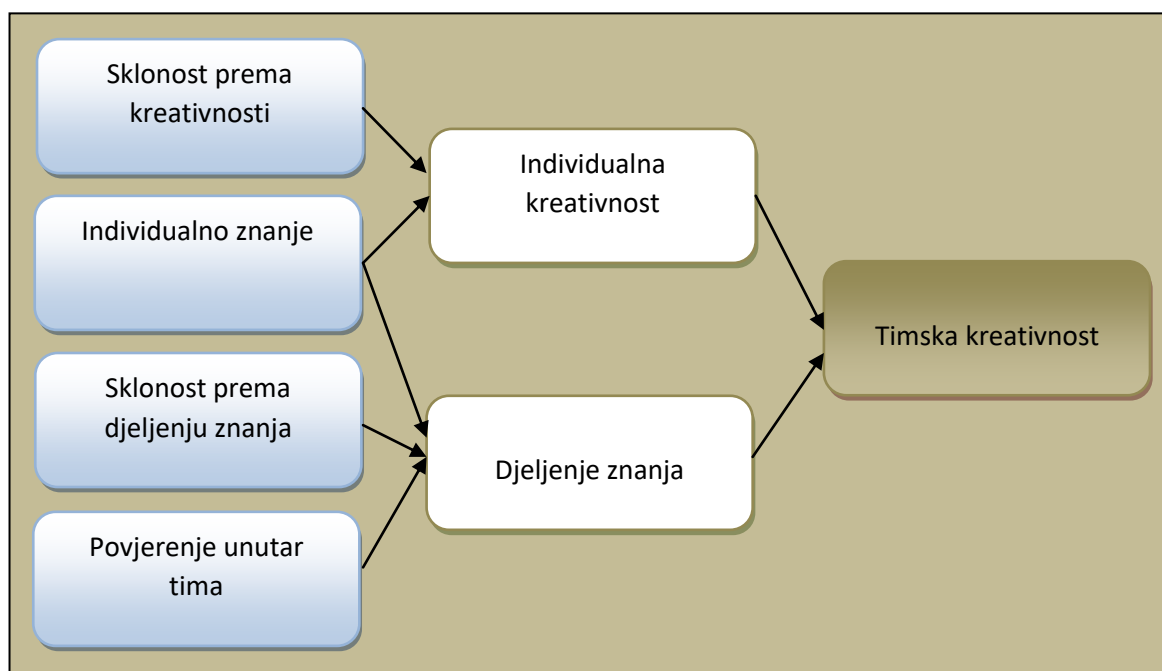 Sklonost prema
kreativnosti
Individualno znanje
Sklonost prema
djeljenju znanja
Povjerenje unutar
tima
Individualna
kreativnost
Djeljenje znanja
Timska kreativnost